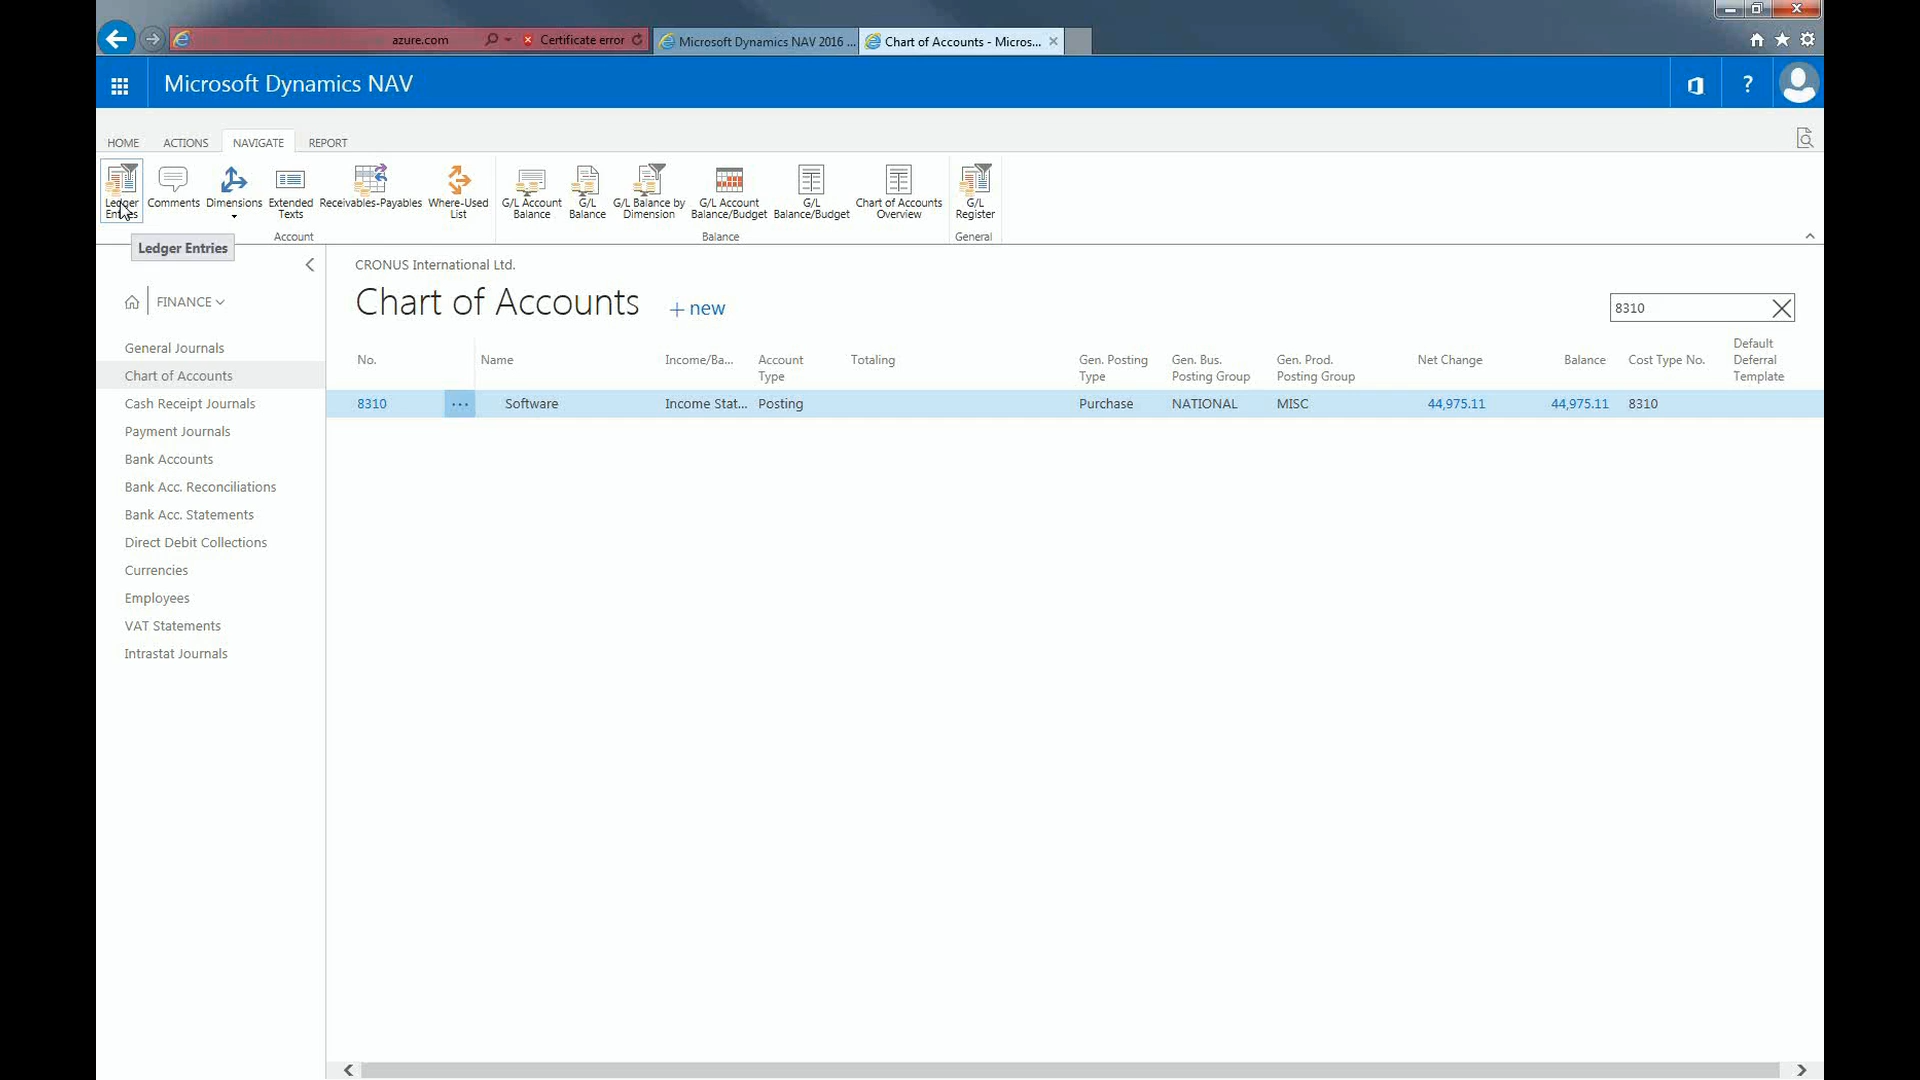 azure.com
Certificate error
Microsoft Dynamics NAV 2016 ...
Chart of Accounts - Micros...
Microsoft Dynamics NAV
?
HOME
ACTIONS
NAVIGATE
REPORT
Ledger
Entries
Comments
Dimensions
Extended
Texts
Receivables-Payables
Where-Used
List
G/L Account
Balance
G/L
Balance
G/L Balance by
Dimension
G/L Account
Balance/Budget
G/L
Balance/Budget
Chart of Accounts
Overview
G/L
Register
Account
Balance
General
Ledger Entries
FINANCE
General Journals
Chart of Accounts
Cash Receipt Journals
Payment Journals
Bank Accounts
Bank Acc. Reconciliations
Bank Acc. Statements
Direct Debit Collections
Currencies
Employees
VAT Statements
Intrastat Journals
CRONUS International Ltd.
Chart of Accounts
+ new
8310
No.
Name
Income/Ba...
Account
Type
Totaling
Gen. Posting
Type
Gen. Bus.
Posting Group
Gen. Prod.
Posting Group
Net Change
Balance
Cost Type No.
Default
Deferral
Template
8310 ... Software Income Stat... Posting Purchase NATIONAL MISC 44,975.11 44,975.11 8310